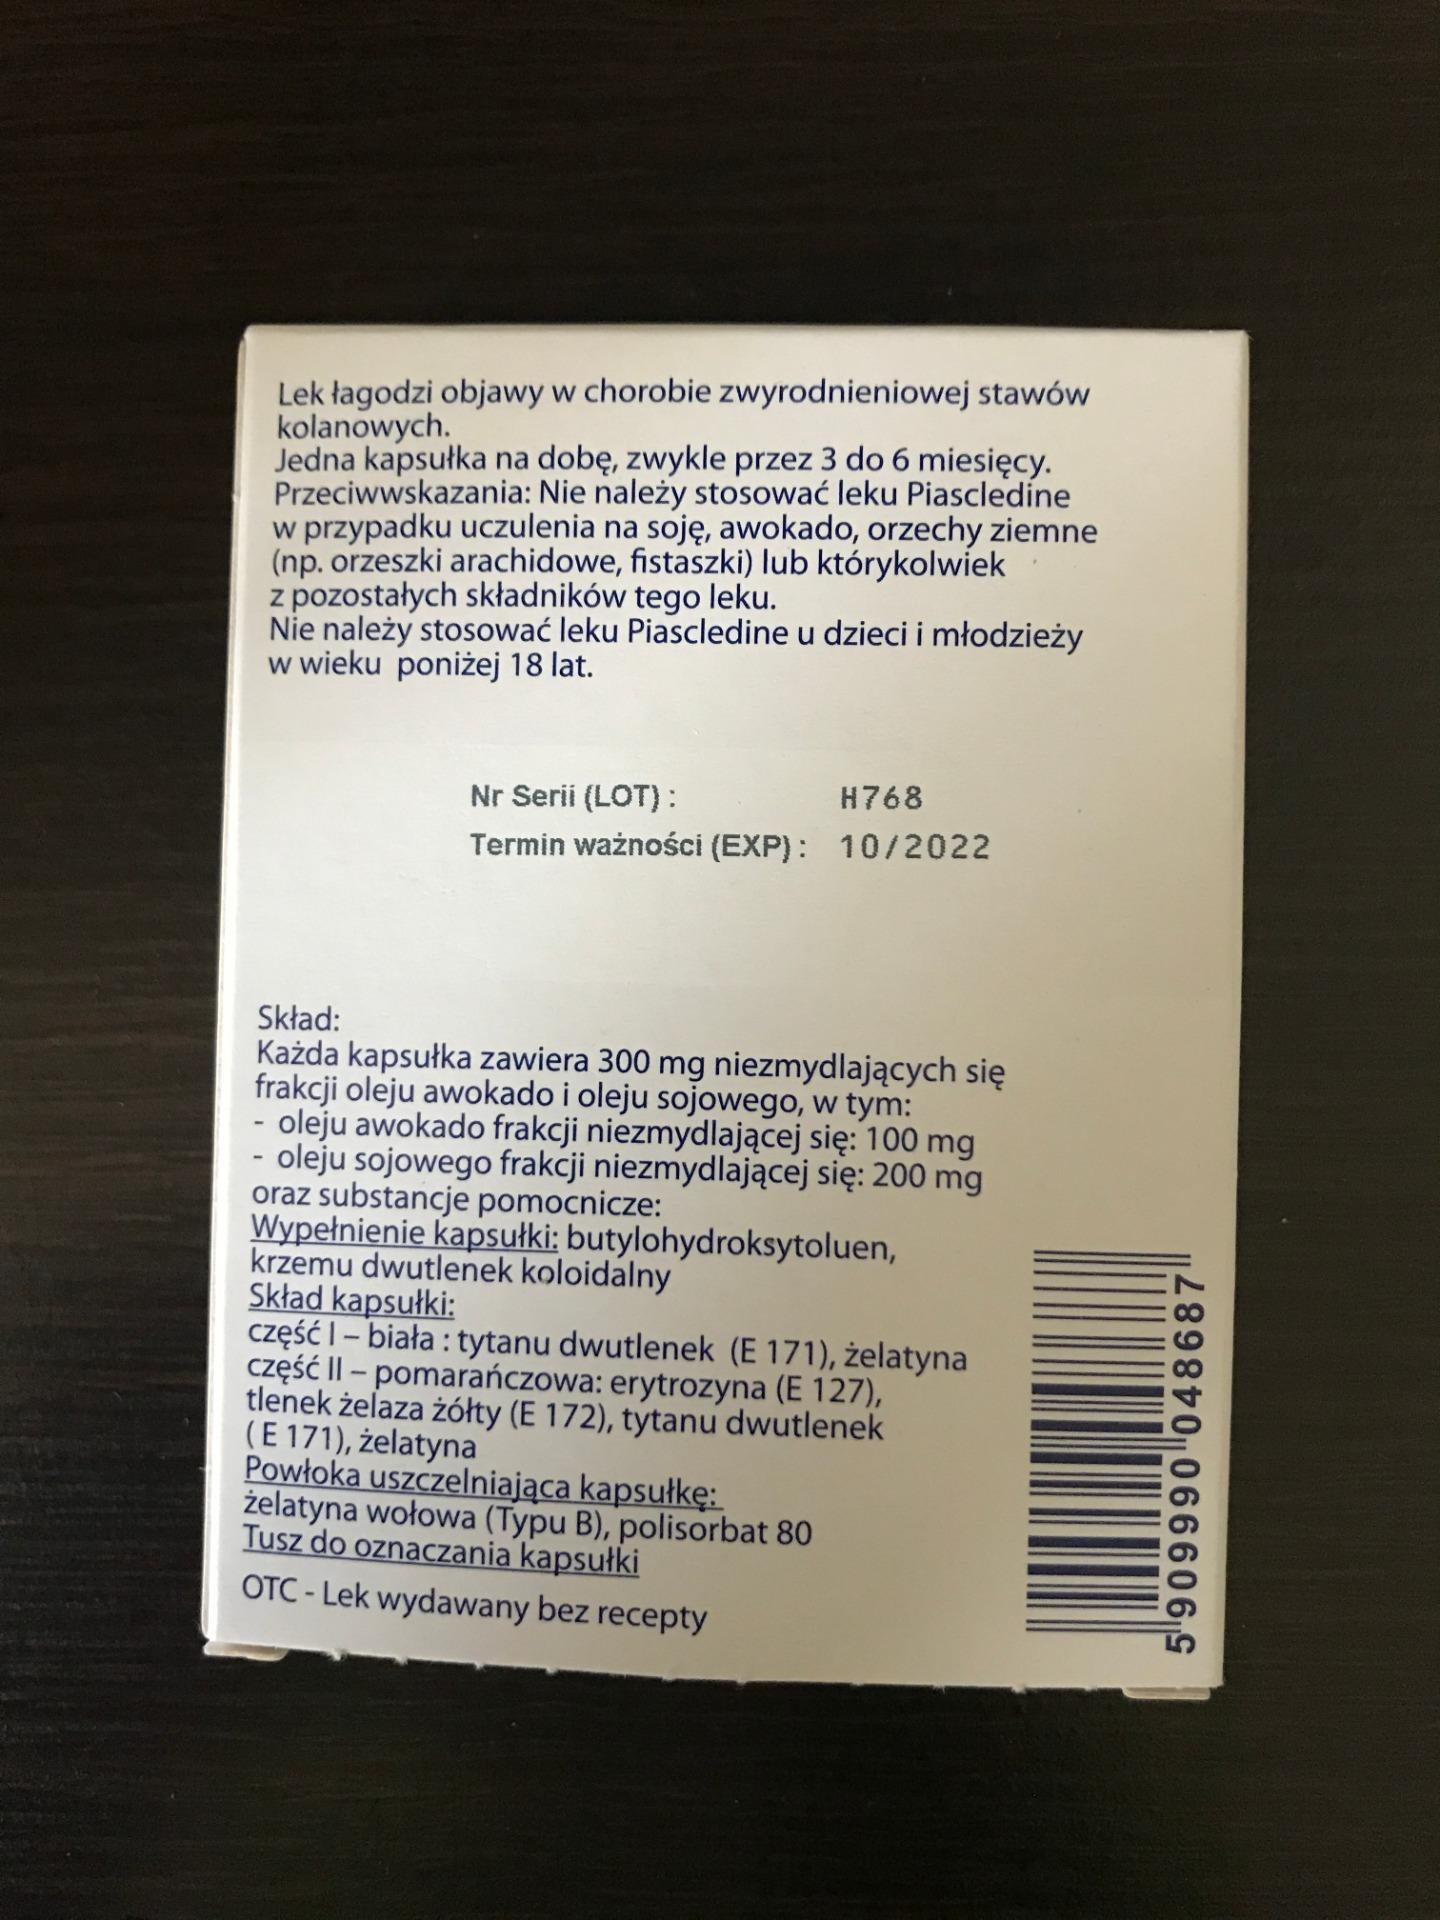 Lek łagodzi objawy w chorobie zwyrodnieniowej stawów
kolanowych.
Jedna kapsułka na dobę, zwykle przez 3 do 6 miesięcy.
Przeciwwskazania: Nie należy stosować leku Piascledine
w przypadku uczulenia na soję, awokado, orzechy ziemne
(np. orzeszki arachidowe, fistaszki) lub którykolwiek
z pozostałych składników tego leku.
Nie należy stosować leku Piascledine u dzieci i młodzieży
w wieku poniżej 18 lat.
Nr Serii (LOT) : H768
Termin ważności (EXP) : 10/2022
Skład:
Każda kapsułka zawiera 300 mg niezmydlających się
frakcji oleju awokado i oleju sojowego, w tym:
- oleju awokado frakcji niezmydlającej się: 100 mg
- oleju sojowego frakcji niezmydlającej się: 200 mg
oraz substancje pomocnicze:
Wypełnienie kapsułki: butylohydroksytoluen,
krzemu dwutlenek koloidalny
Skład kapsułki:
część I – biała : tytanu dwutlenek (E 171), żelatyna
część II – pomarańczowa: erytrozyna (E 127),
tlenek żelaza żółty (E 172), tytanu dwutlenek
( E 171), żelatyna
Powłoka uszczelniająca kapsułkę:
żelatyna wołowa (Typu B), polisorbat 80
Tusz do oznaczania kapsułki
OTC - Lek wydawany bez recepty
5909990048687